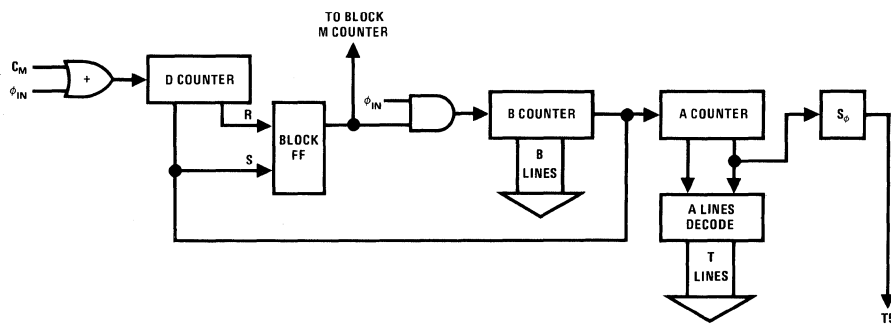 TO BLOCK
M COUNTER
C_M
ϕ_IN
+
D COUNTER
R
S
BLOCK
FF
ϕ_IN
B COUNTER
B
LINES
A COUNTER
S_ϕ
A LINES
DECODE
T
LINES